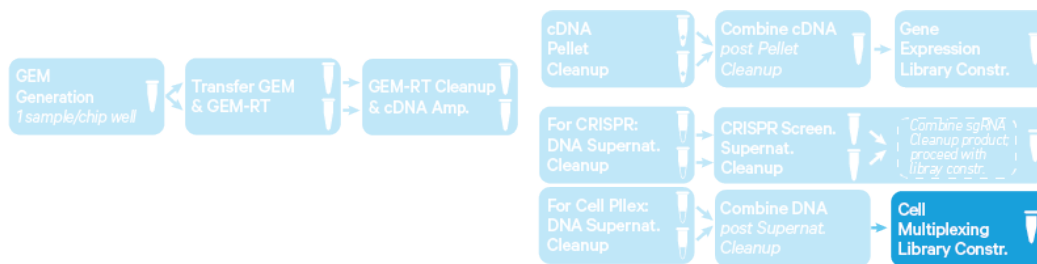 GEM
Generation
1 sample/chip well
Transfer GEM
& GEM-RT
GEM-RT Cleanup
& cDNA Amp.
cDNA
Pellet
Cleanup
Combine cDNA
post Pellet
Cleanup
Gene
Expression
Library Constr.
For CRISPR:
DNA Supernat.
Cleanup
CRISPR Screen.
Supernat.
Cleanup
Combine sgRNA
Cleanup product:
proceed with
libray constr.
For Cell Pllex:
DNA Supernat.
Cleanup
Combine DNA
post Supernat.
Cleanup
Cell
Multiplexing
Library Constr.